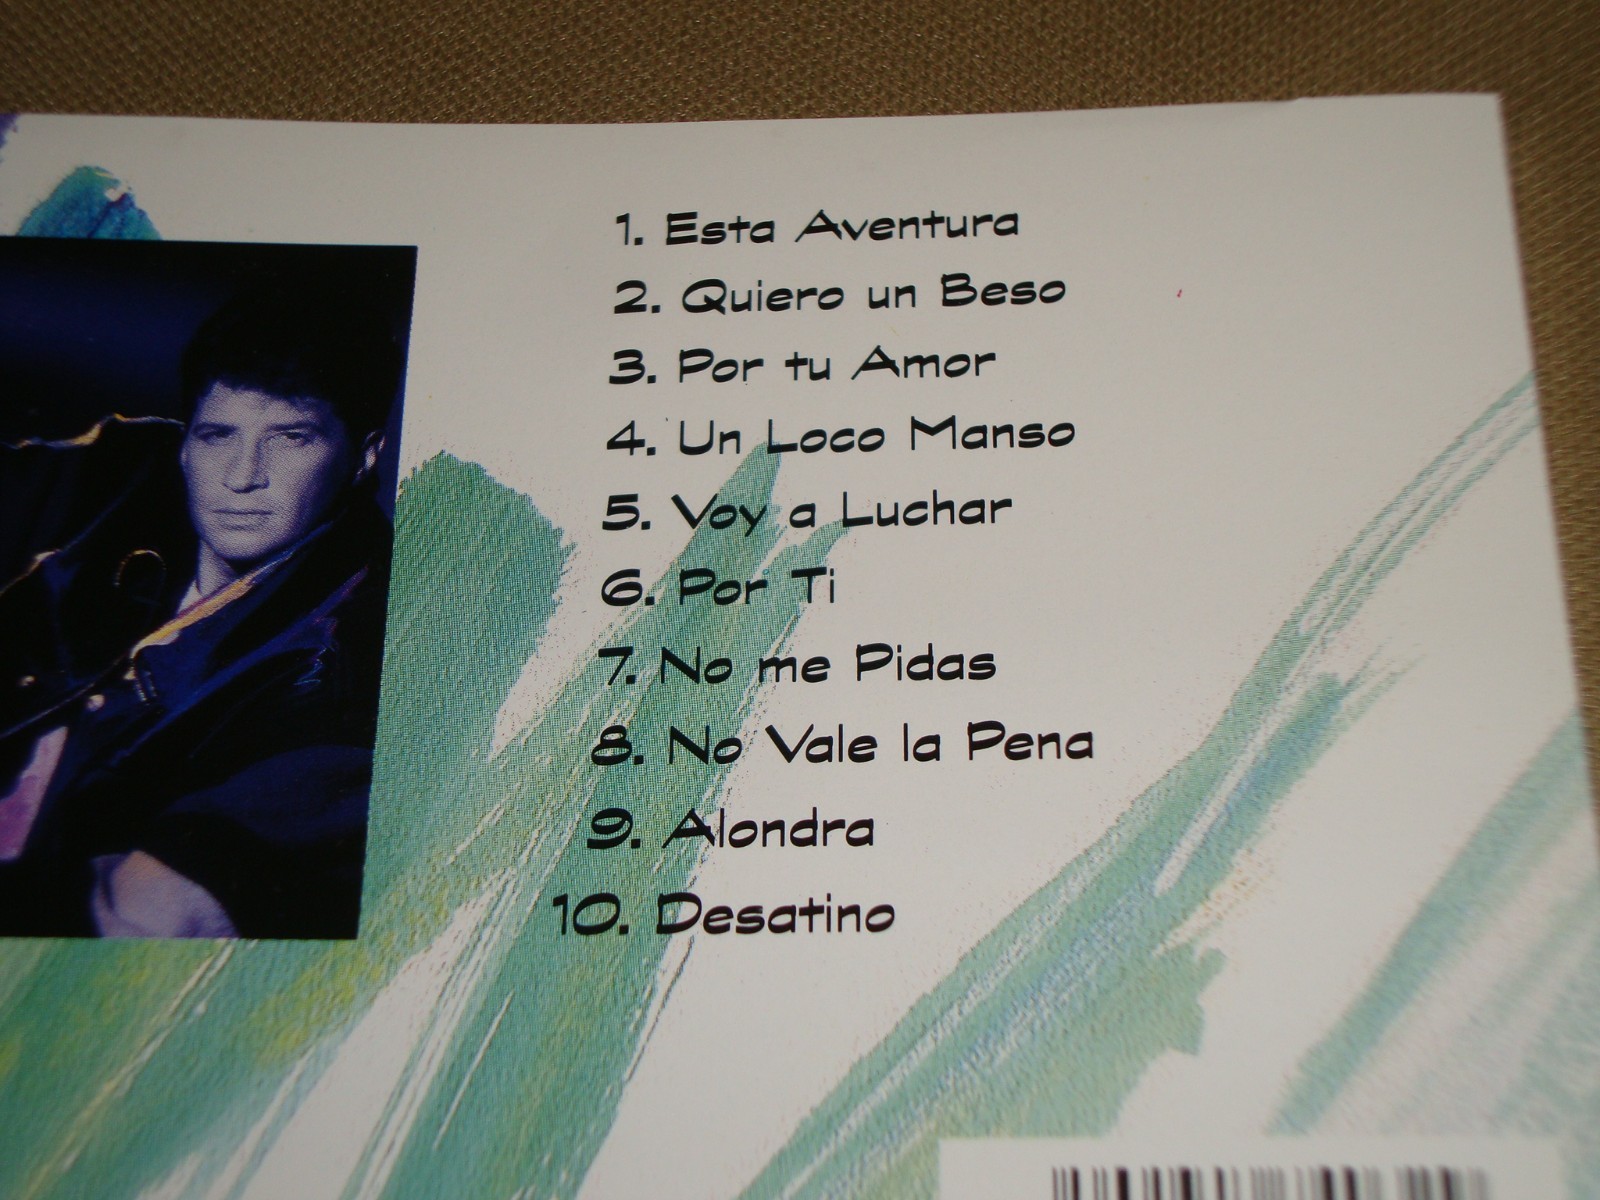 1. Esta Aventura
2. Quiero un Beso
3. Por tu Amor
4. Un Loco Manso
5. Voy a Luchar
6. Por Ti
7. No me Pidas
8. No Vale la Pena
9. Alondra
10. Desatino